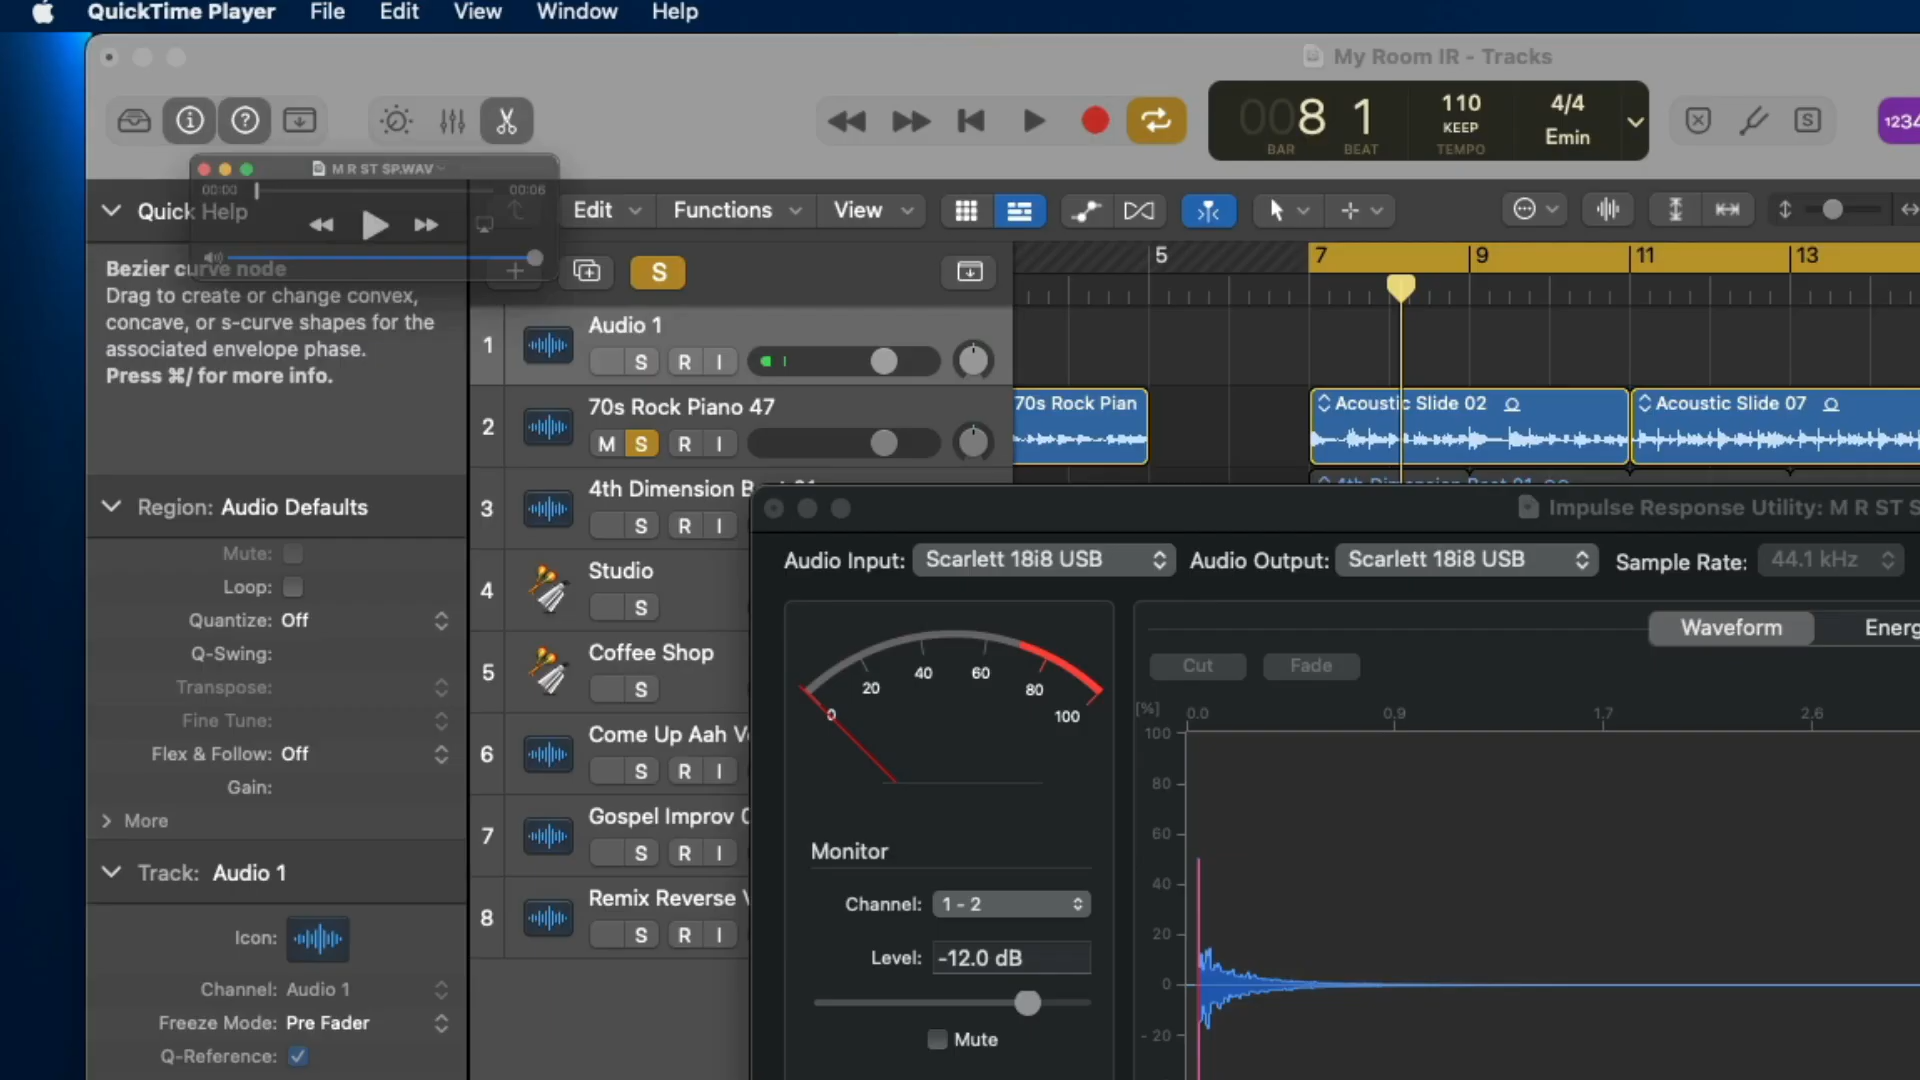 QuickTime Player File Edit View Window Help
My Room IR - Tracks
008 1
BAR BEAT
110
KEEP
TEMPO
4/4
Emin
S
1234
M R ST SP.WAV
00:00 00:06
Quick Help
Edit Functions View
Bezier curve node
Drag to create or change convex,
concave, or s-curve shapes for the
associated envelope phase.
Press ⌘/ for more info.
S
5 7 9 11 13
1 Audio 1
S R I
2 70s Rock Piano 47
M S R I
70s Rock Pian
Acoustic Slide 02
Acoustic Slide 07
3 4th Dimension B
S R I
4 Studio
S
5 Coffee Shop
S
6 Come Up Aah V
S R I
7 Gospel Improv
S R I
8 Remix Reverse V
S R I
Region: Audio Defaults
Mute:
Loop:
Quantize: Off
Q-Swing:
Transpose:
Fine Tune:
Flex & Follow: Off
Gain:
More
Track: Audio 1
Icon:
Channel: Audio 1
Freeze Mode: Pre Fader
Q-Reference:
Impulse Response Utility: M R ST S
Audio Input: Scarlett 18i8 USB Audio Output: Scarlett 18i8 USB Sample Rate: 44.1 kHz
0 20 40 60 80 100
Monitor
Channel: 1 - 2
Level: -12.0 dB
Mute
Waveform Energ
Cut Fade
[%] 0.0 0.9 1.7 2.6
100
80
60
40
20
0
- 20